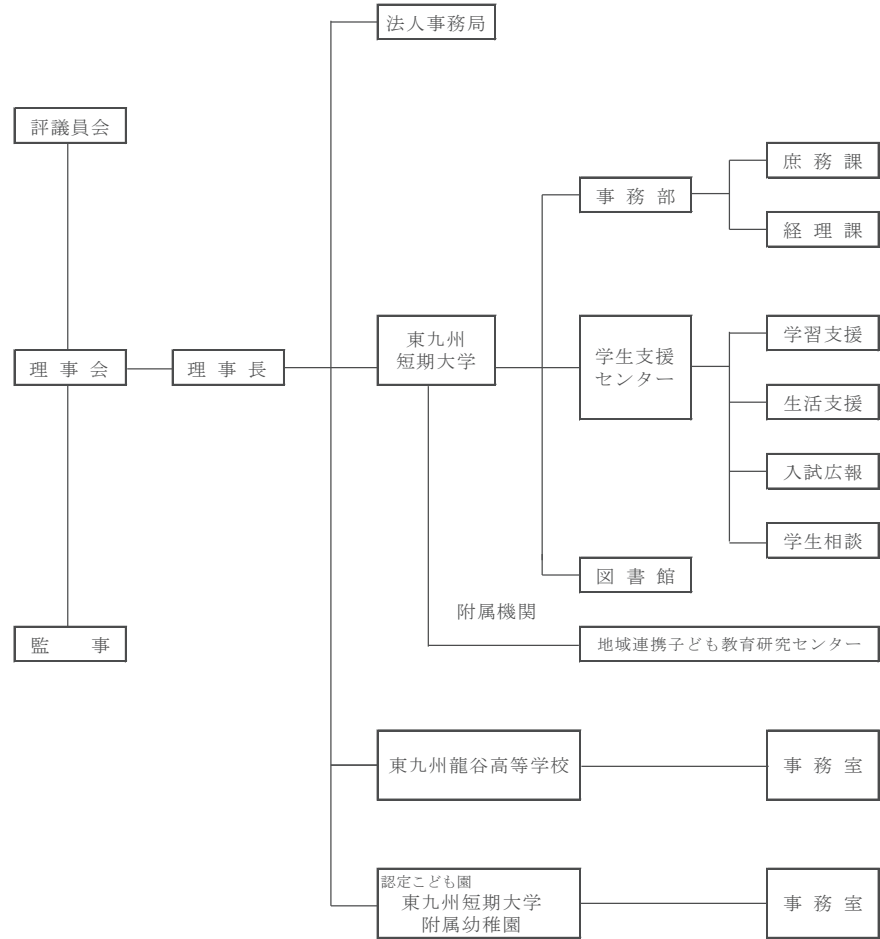 法人事務局
評議員会
庶務課
事務部
経理課
東九州
短期大学
学習支援
学生支援
センター
理事会
理事長
生活支援
入試広報
学生相談
図書館
附属機関
監事
地域連携子ども教育研究センター
東九州龍谷高等学校
事務室
認定こども園
東九州短期大学
附属幼稚園
事務室